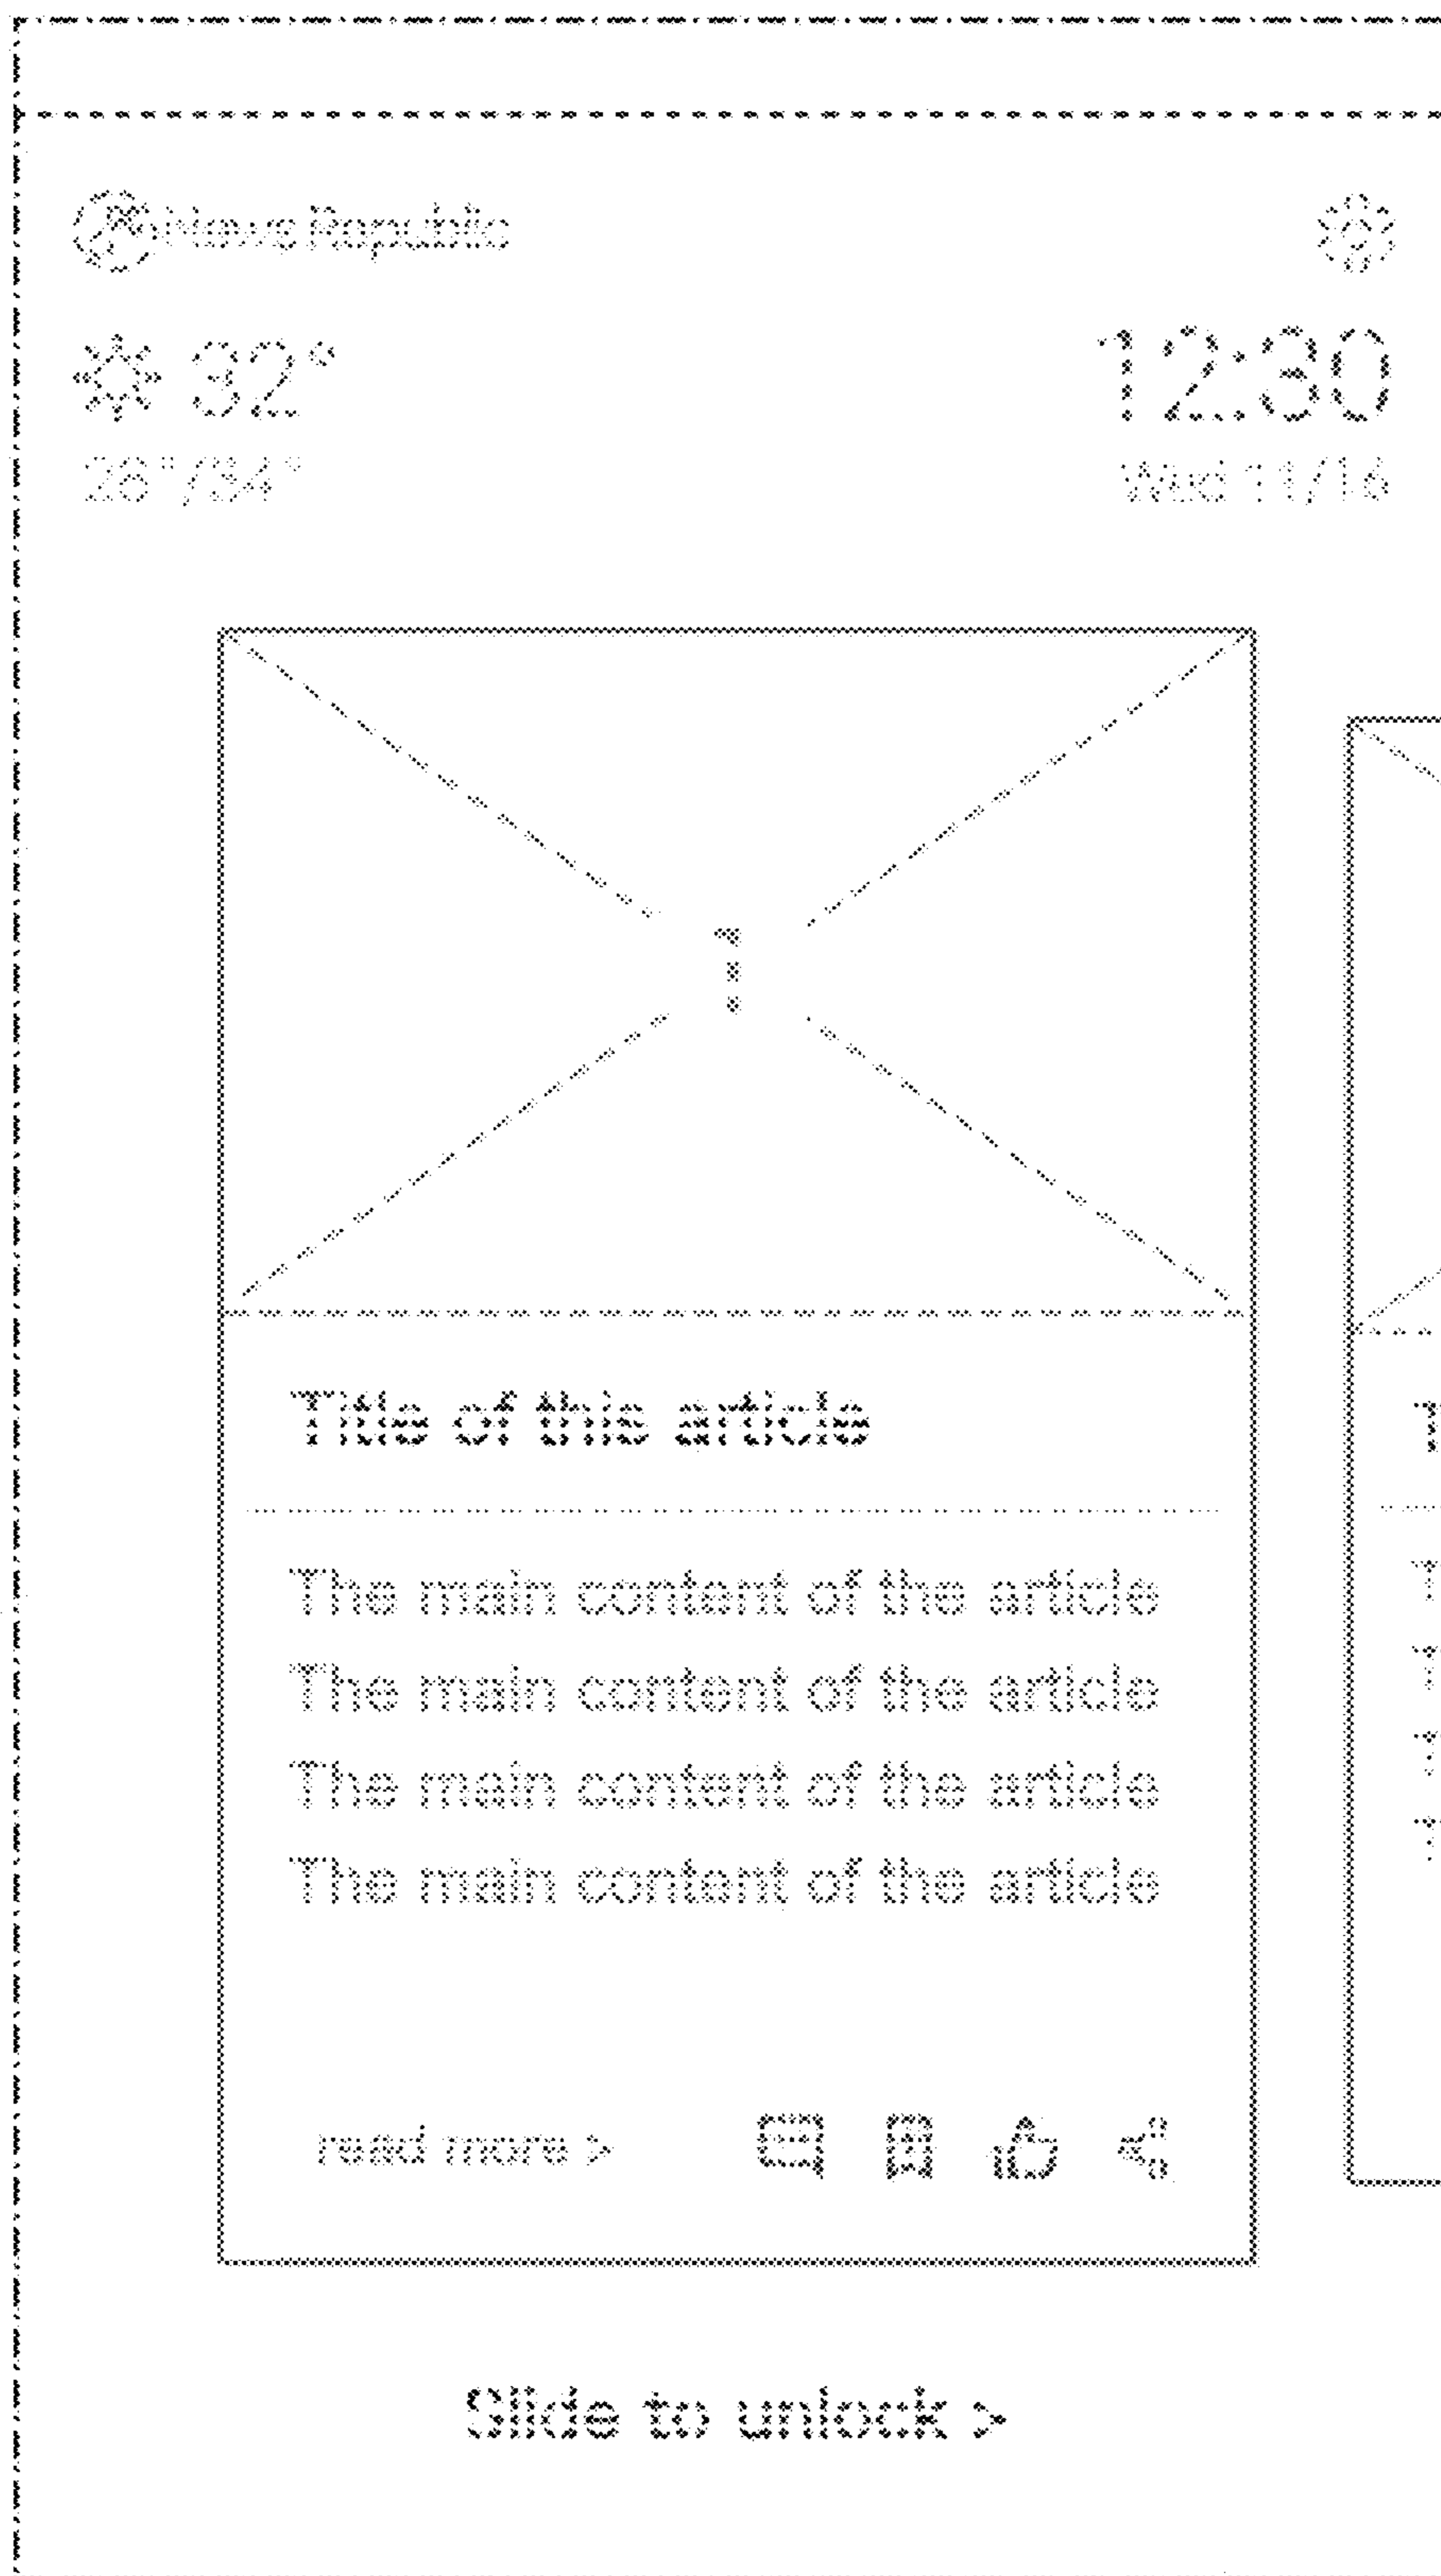 News Republic
32°
12:30
26°/34°
Wed 11/16
1
Title of this article
T
The main content of the article
T
The main content of the article
T
The main content of the article
T
The main content of the article
T
read more >
Slide to unlock >